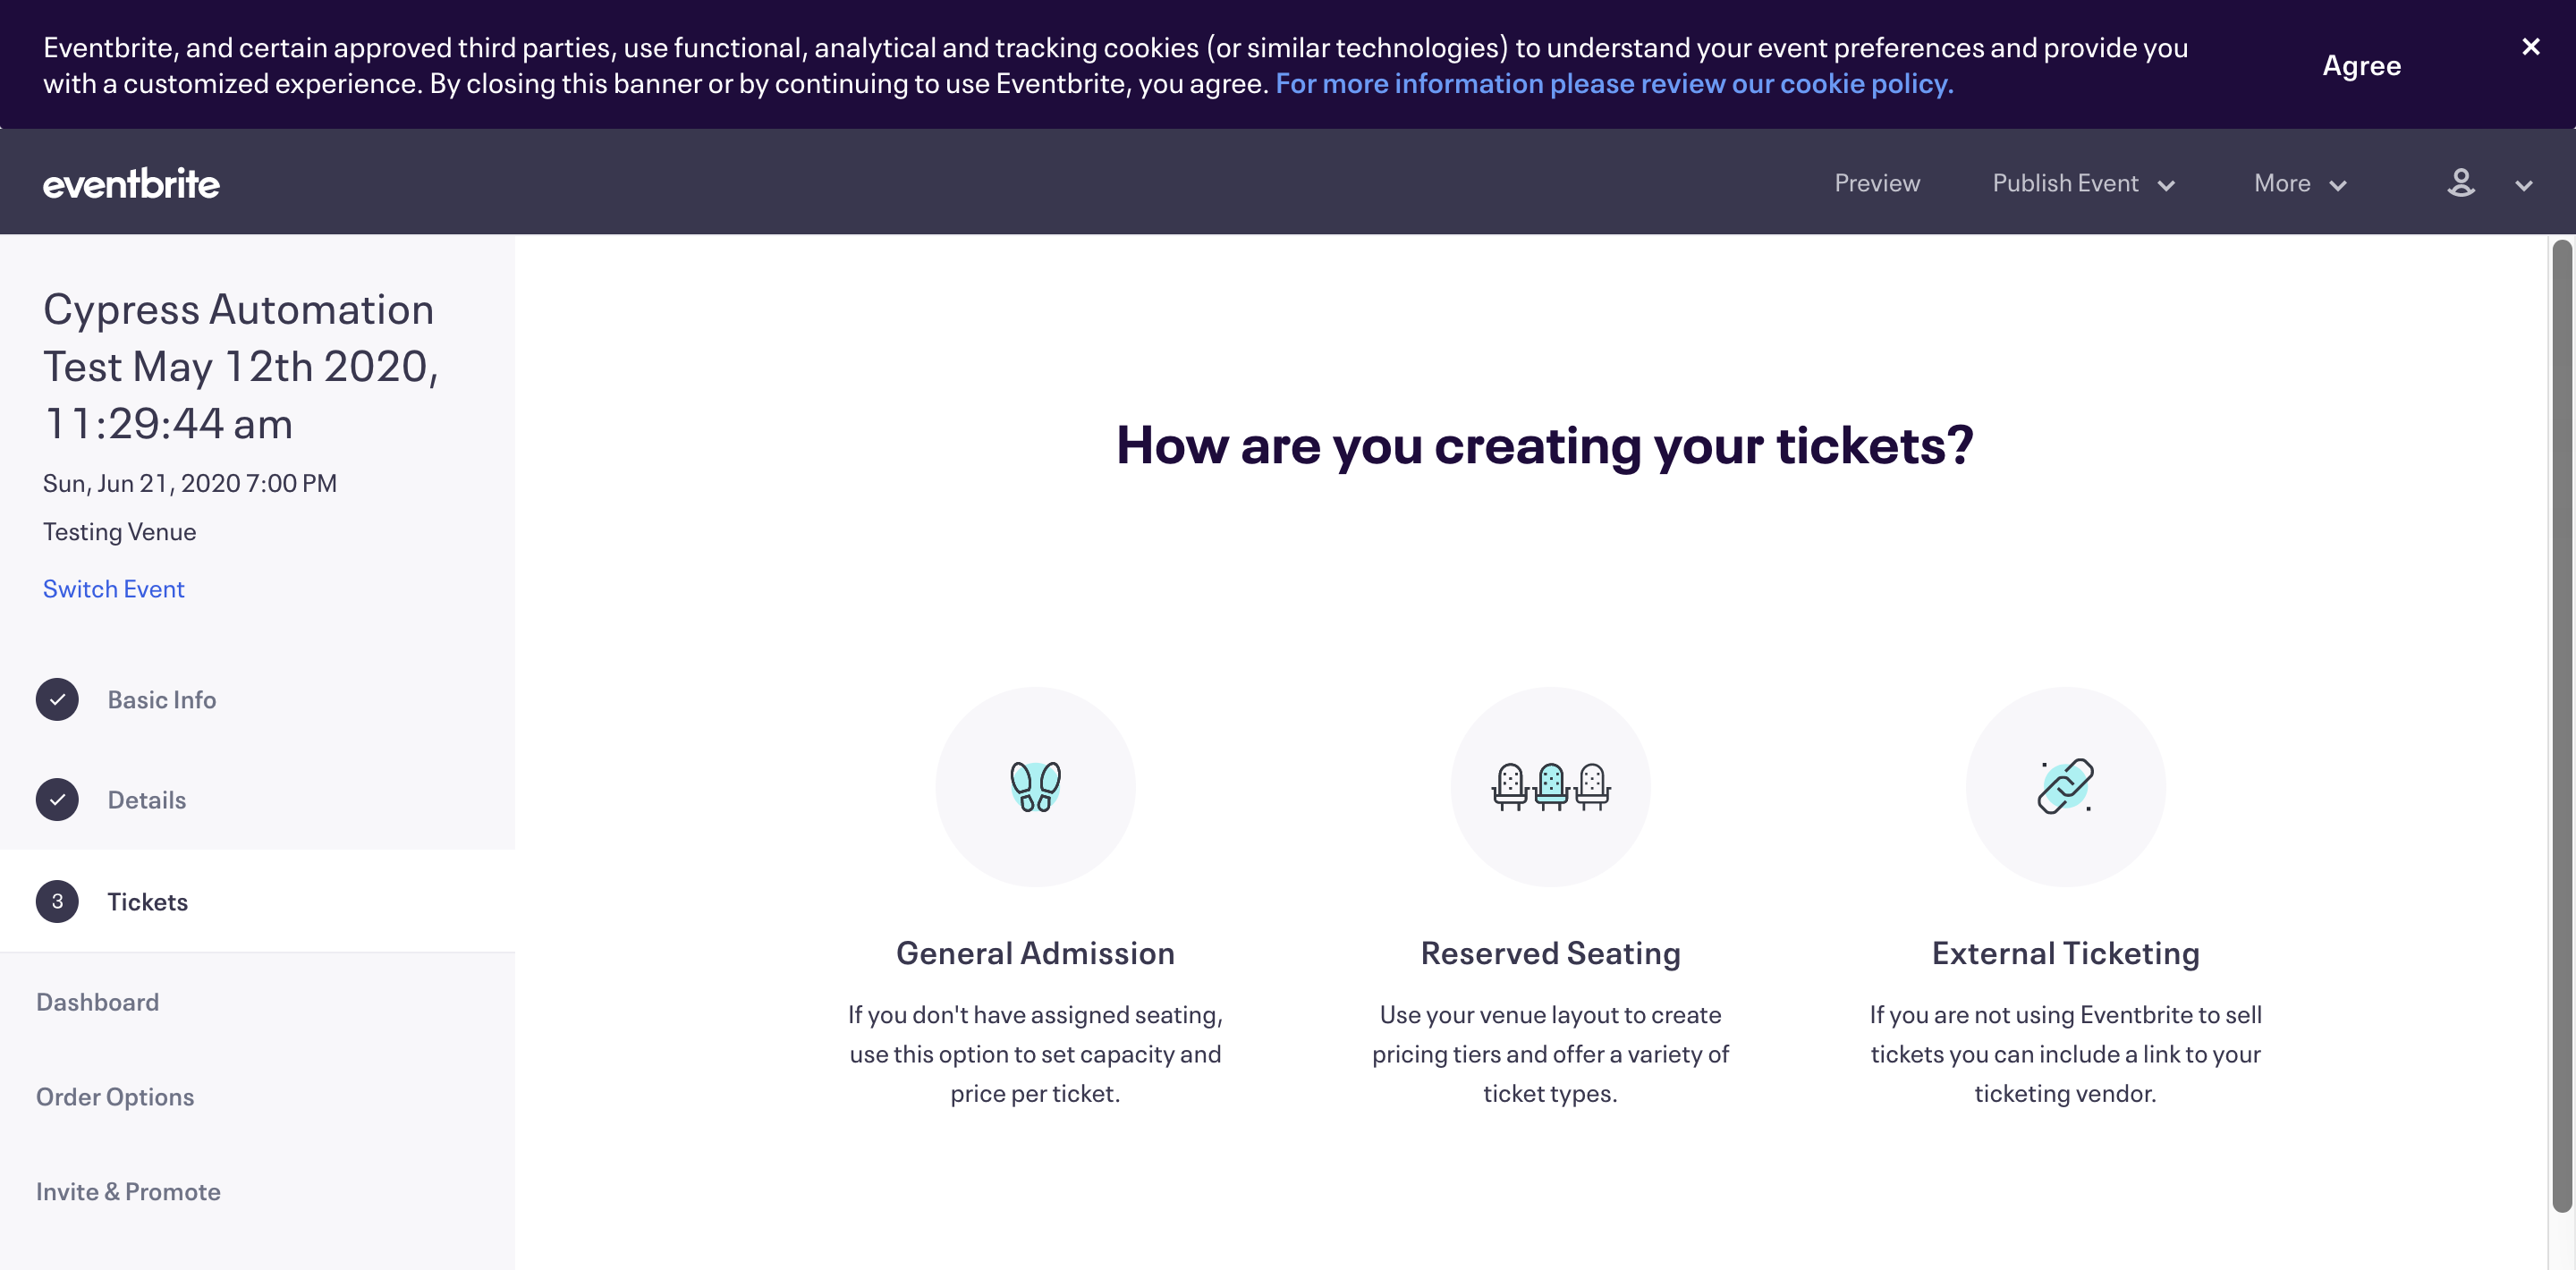 Eventbrite, and certain approved third parties, use functional, analytical and tracking cookies (or similar technologies) to understand your event preferences and provide you
with a customized experience. By closing this banner or by continuing to use Eventbrite, you agree. For more information please review our cookie policy.
Agree
eventbrite
Preview
Publish Event
More
Cypress Automation
Test May 12th 2020,
11:29:44 am
Sun, Jun 21, 2020 7:00 PM
Testing Venue
Switch Event
Basic Info
Details
3 Tickets
Dashboard
Order Options
Invite & Promote
How are you creating your tickets?
General Admission
If you don't have assigned seating,
use this option to set capacity and
price per ticket.
Reserved Seating
Use your venue layout to create
pricing tiers and offer a variety of
ticket types.
External Ticketing
If you are not using Eventbrite to sell
tickets you can include a link to your
ticketing vendor.